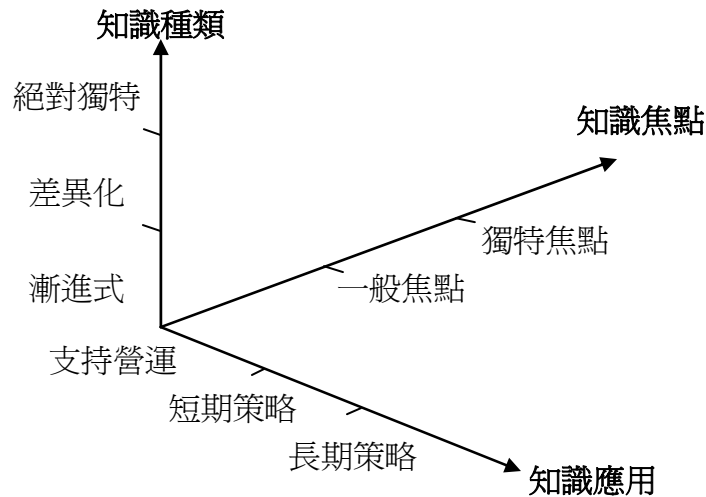 知識種類
絕對獨特
知識焦點
差異化
獨特焦點
漸進式
一般焦點
支持營運
短期策略
長期策略
知識應用